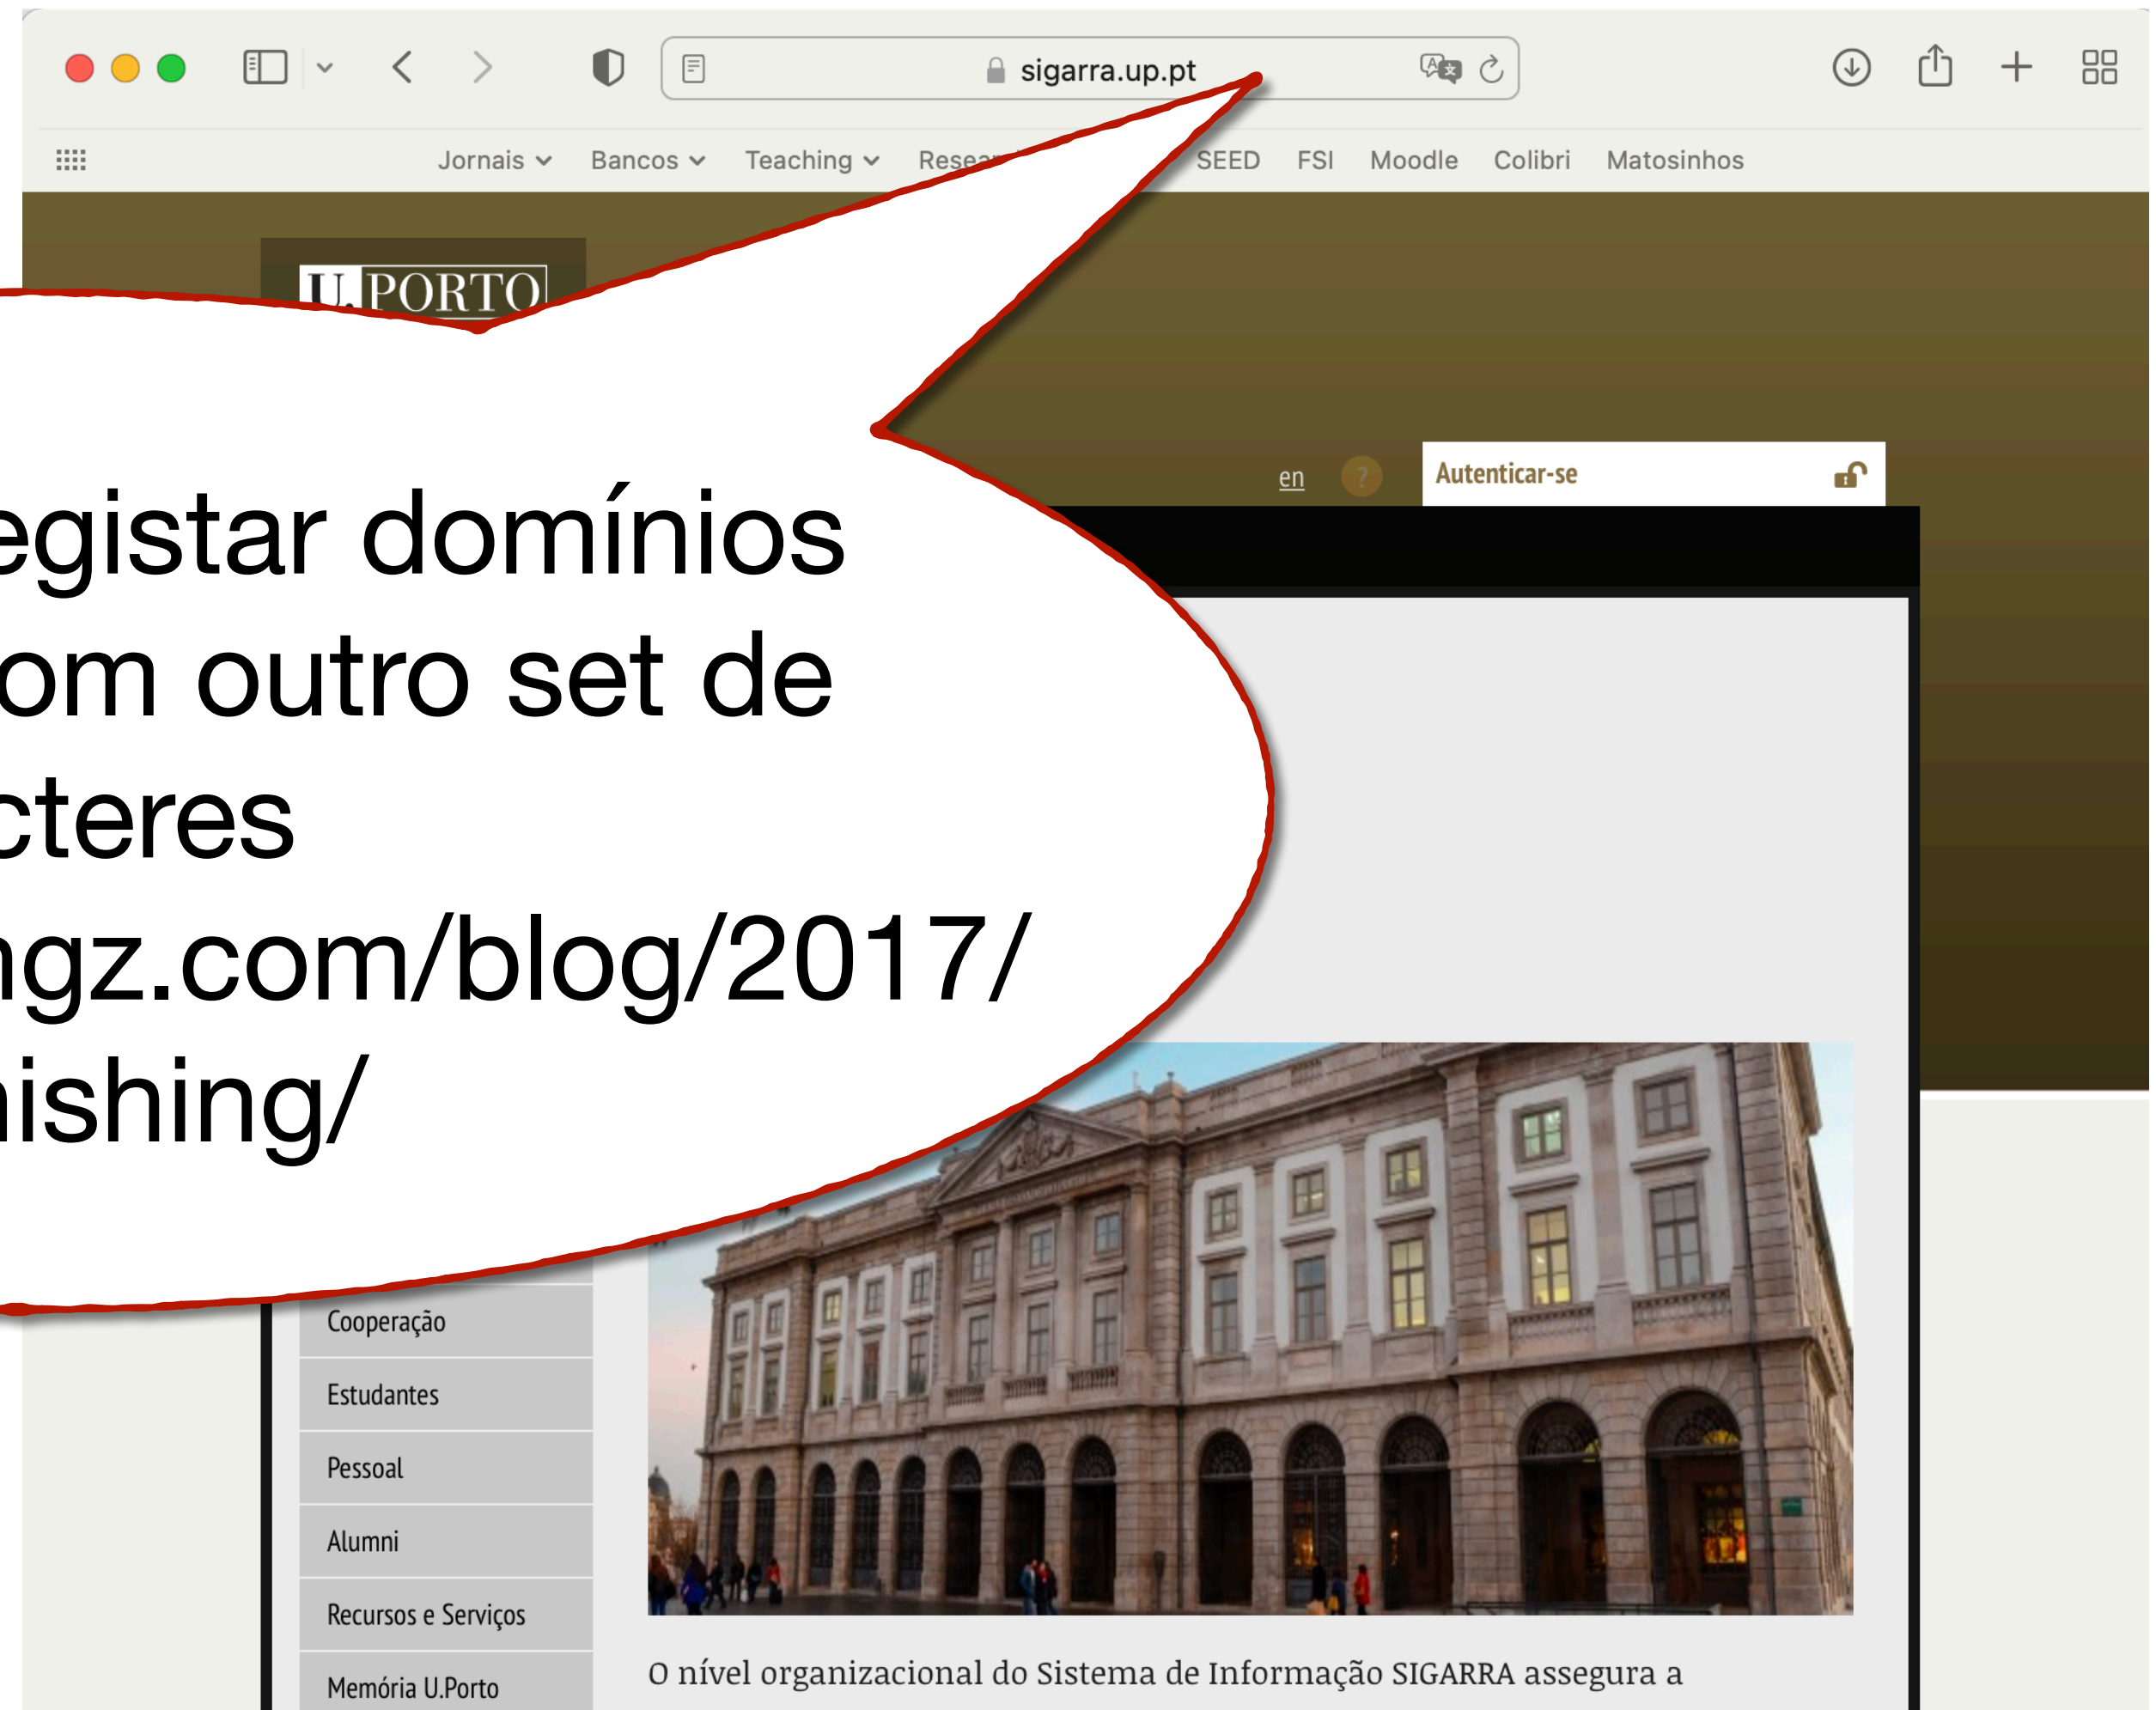 sigarra.up.pt
Jornais Bancos Teaching SEED FSI Moodle Colibri Matosinhos
U. PORTO
en ? Autenticar-se
egistar domínios
om outro set de
cteres
ngz.com/blog/2017/
nishing/
Cooperação
Estudantes
Pessoal
Alumni
Recursos e Serviços
Memória U.Porto
O nível organizacional do Sistema de Informação SIGARRA assegura a